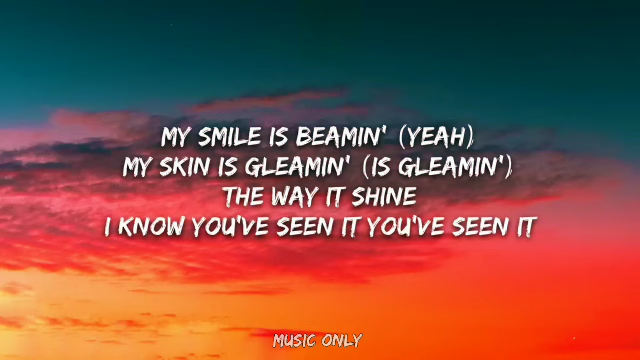 MY SMILE IS BEAMIN' (YEAH)
MY SKIN IS GLEAMIN' (IS GLEAMIN')
THE WAY IT SHINE
I KNOW YOU'VE SEEN IT YOU'VE SEEN IT
MUSIC ONLY